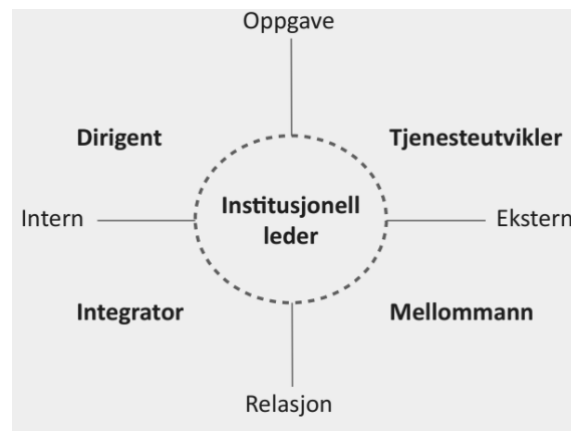 Oppgave
Dirigent
Tjenesteutvikler
Institusjonell
leder
Intern
Ekstern
Integrator
Mellommann
Relasjon